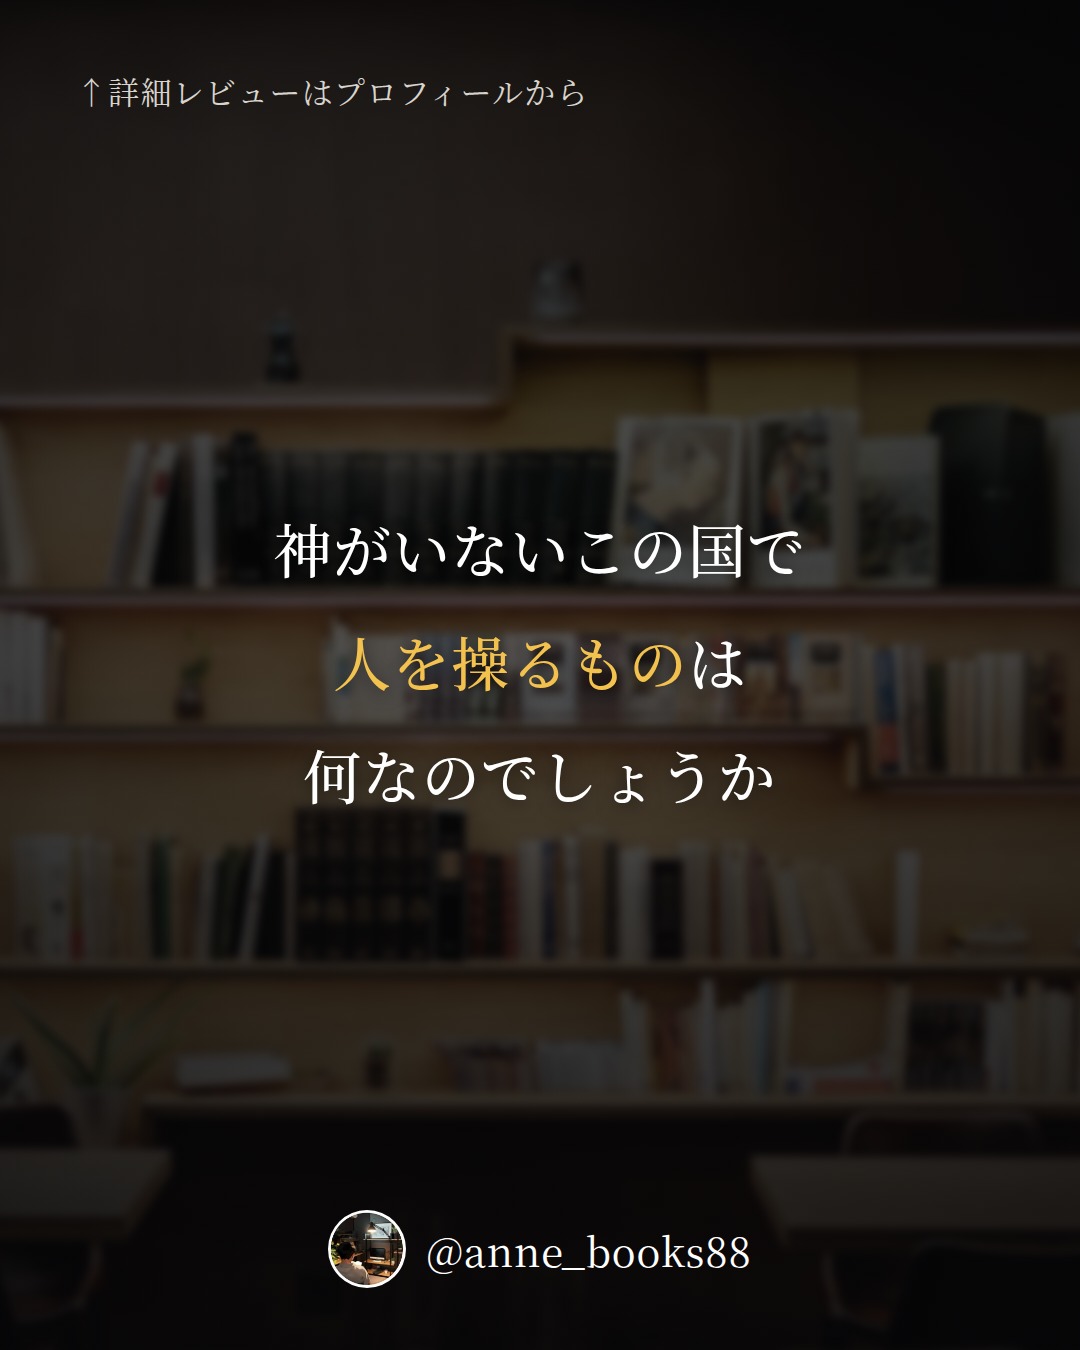 ↑詳細レビューはプロフィールから
神がいないこの国で
人を操るものは
何なのでしょうか
@anne_books88